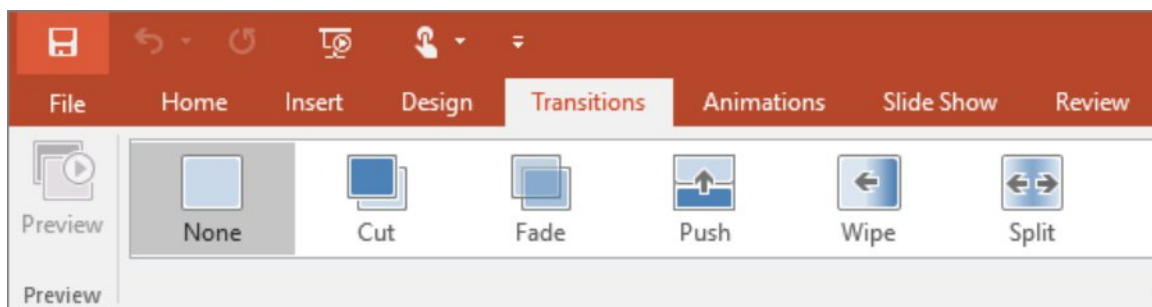 File Home Insert Design Transitions Animations Slide Show Review
Preview None Cut Fade Push Wipe Split
Preview